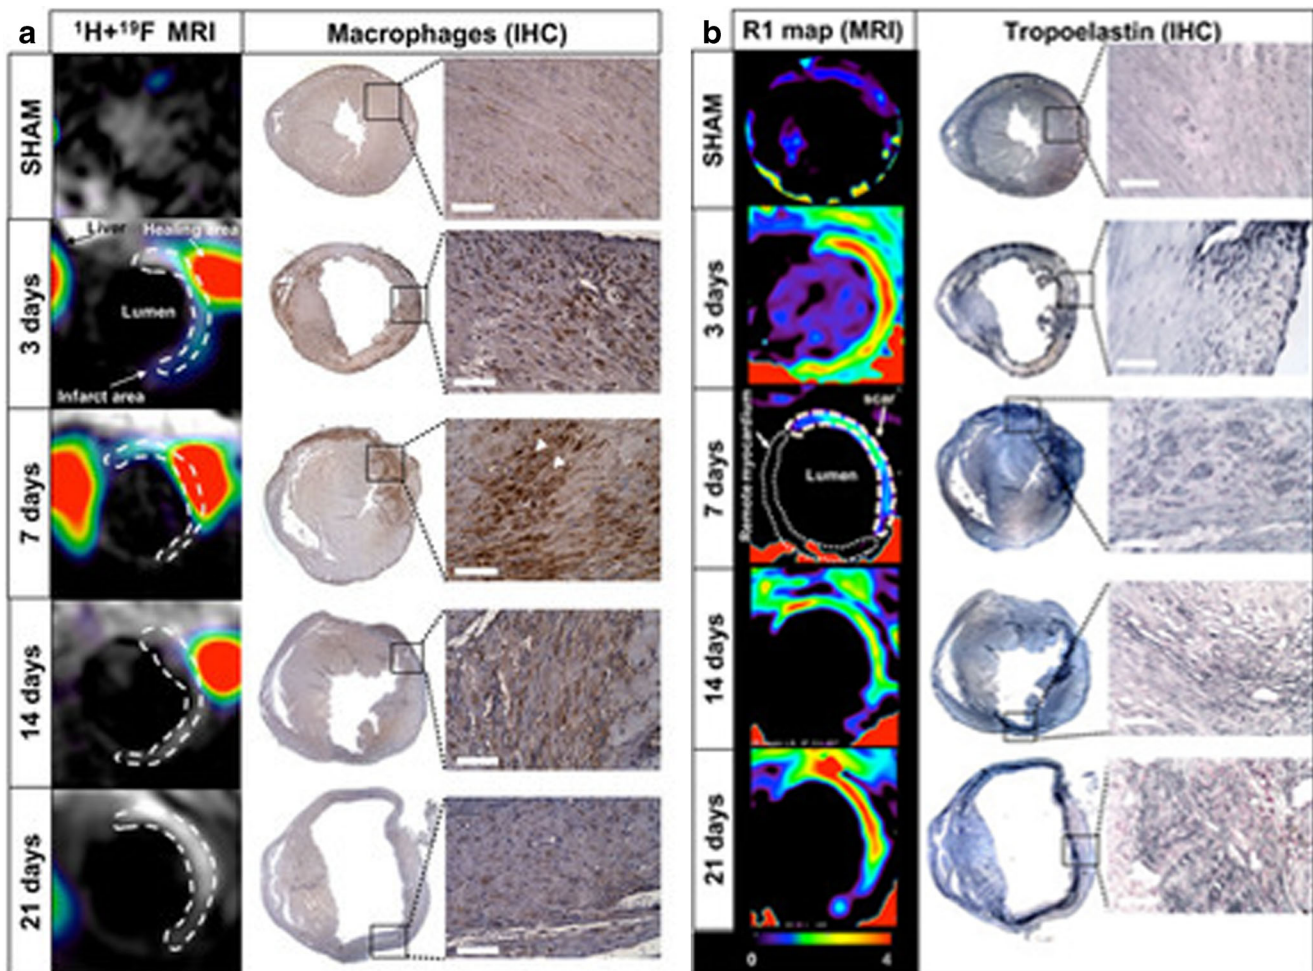 a
¹H+¹⁹F MRI
Macrophages (IHC)
SHAM
3 days
Liver
Healing area
Lumen
Infarct area
7 days
14 days
21 days
b
R1 map (MRI)
Tropoelastin (IHC)
SHAM
3 days
7 days
scar
Remote myocardium
Lumen
14 days
21 days
0
4